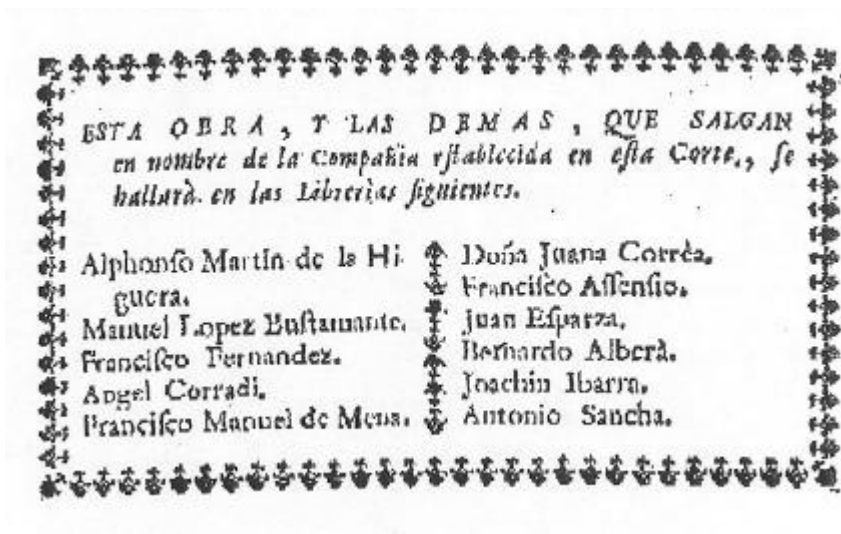 ESTA OBRA, Y LAS DEMAS, QUE SALGAN
en nombre de la Compañia establecida en eſta Corte., ſe
hallarà. en las Librerìas ſiguientes.
Alphonſo Martin de la Hi-
guera.
Manuel Lopez Buſtamante.
Franciſco Fernandez.
Angel Corradi.
Franciſco Manuel de Mena.
Doña Juana Corrèa.
Franciſco Aſſenſio.
Juan Eſparza.
Bernardo Alberà.
Joachin Ibarra.
Antonio Sancha.